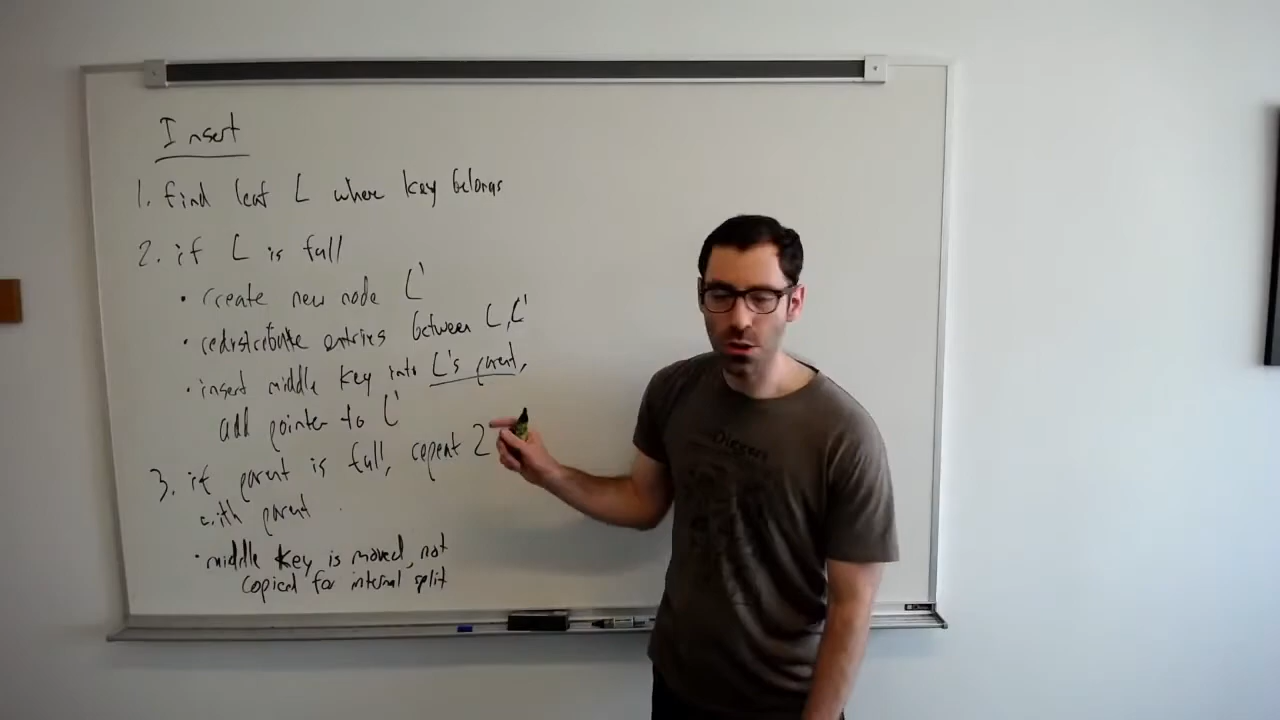 Insert
1. find leaf L where key belongs
2. if L is full
• create new node L'
• redistribute entries between L, L'
• insert middle key into L's parent,
add pointer to L'
3. if parent is full, repeat 2
with parent
• middle key is moved, not
copied for internal split